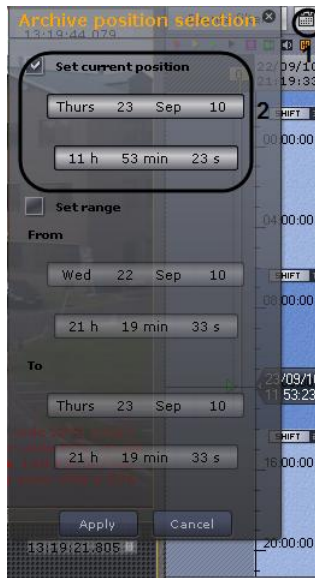 Archive position selection
13:19:44.079
Set current position
Thurs 23 Sep 10
11 h 53 min 23 s
2
Set range
From
Wed 22 Sep 10
21 h 19 min 33 s
To
Thurs 23 Sep 10
21 h 19 min 33 s
Apply Cancel
13:19:21.805
22/09/10
21:19:33
SHIFT
00:00:00
04:00:00
SHIFT
08:00:00
23/09/10
11:53:23
SHIFT
16:00:00
20:00:00